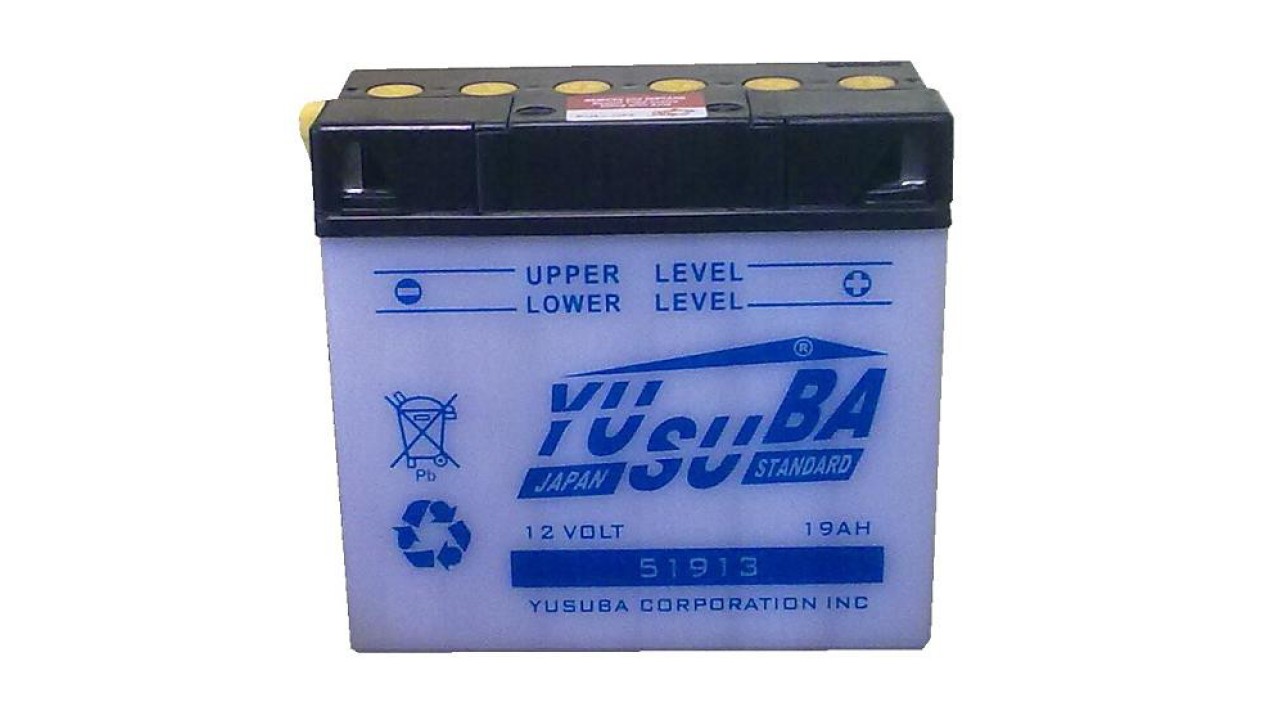 UPPER LEVEL
LOWER LEVEL
®
YUSUBA
JAPAN STANDARD
Pb
12 VOLT 19AH
51913
YUSUBA CORPORATION INC